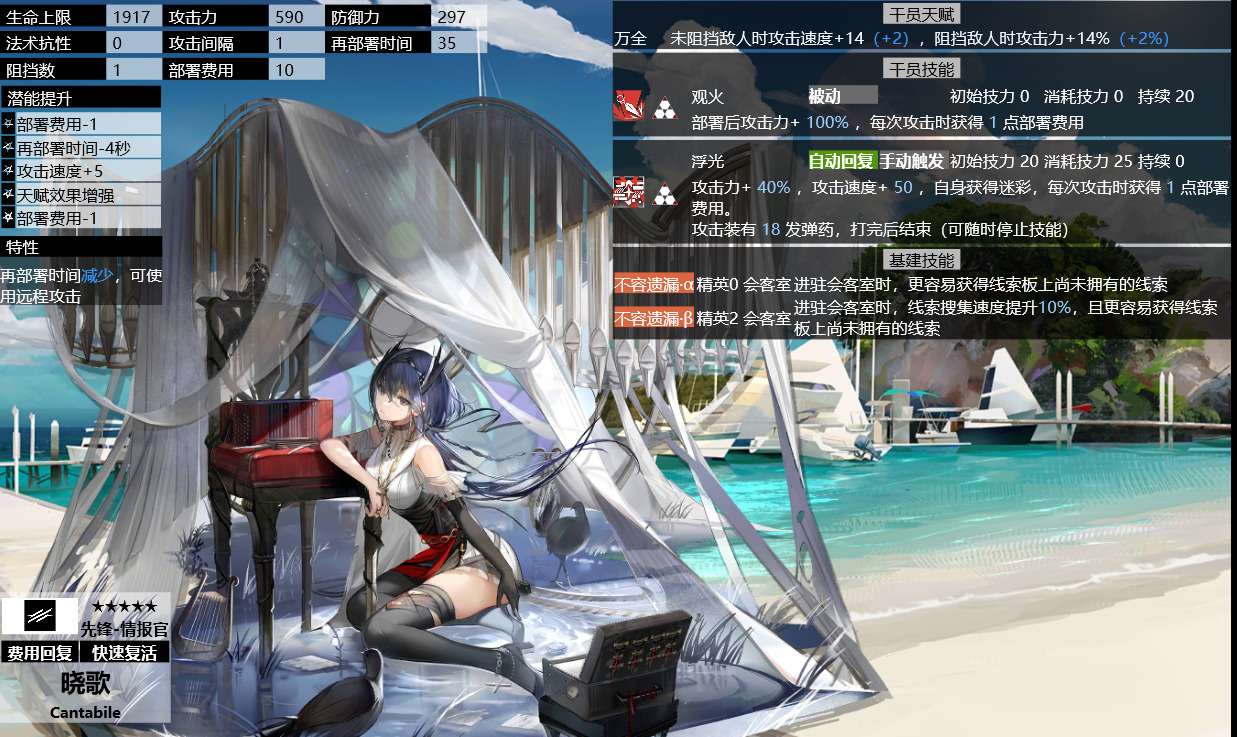 生命上限 1917 攻击力 590 防御力 297
法术抗性 0 攻击间隔 1 再部署时间 35
阻挡数 1 部署费用 10
潜能提升
部署费用-1
再部署时间-4秒
攻击速度+5
天赋效果增强
部署费用-1
特性
再部署时间减少，可使
用远程攻击
干员天赋
万全 未阻挡敌人时攻击速度+14（+2），阻挡敌人时攻击力+14%（+2%）
干员技能
观火 被动 初始技力 0 消耗技力 0 持续 20
部署后攻击力+ 100% ，每次攻击时获得 1 点部署费用
浮光 自动回复 手动触发 初始技力 20 消耗技力 25 持续 0
攻击力+ 40% ，攻击速度+ 50 ，自身获得迷彩，每次攻击时获得 1 点部署
费用。
攻击装有 18 发弹药，打完后结束（可随时停止技能）
基建技能
不容遗漏·α 精英0 会客室 进驻会客室时，更容易获得线索板上尚未拥有的线索
不容遗漏·β 精英2 会客室 进驻会客室时，线索搜集速度提升10%，且更容易获得线索
板上尚未拥有的线索
★★★★★
先锋-情报官
费用回复 快速复活
晓歌
Cantabile